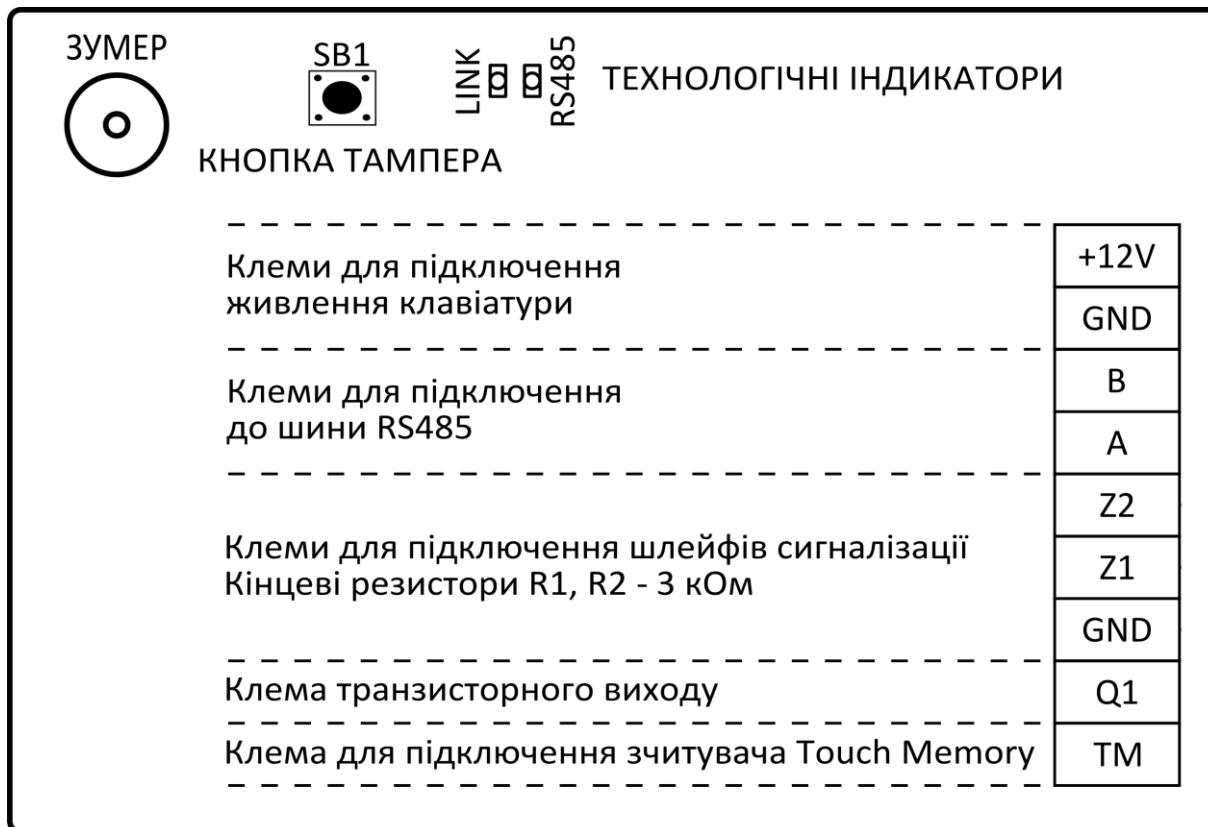 ЗУМЕР
SB1
LINK
RS485
ТЕХНОЛОГІЧНІ ІНДИКАТОРИ
КНОПКА ТАМПЕРА
Клеми для підключення
живлення клавіатури
+12V
GND
Клеми для підключення
до шини RS485
B
A
Клеми для підключення шлейфів сигналізації
Кінцеві резистори R1, R2 - 3 кОм
Z2
Z1
GND
Клема транзисторного виходу
Q1
Клема для підключення зчитувача Touch Memory
TM